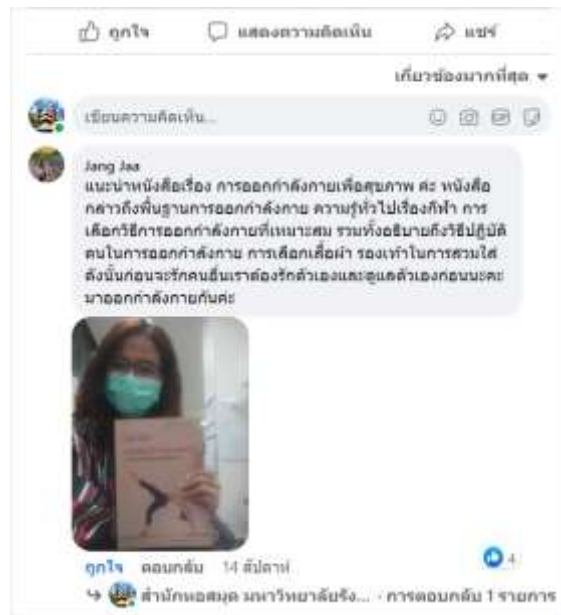 ถูกใจ แสดงความคิดเห็น แชร์
เกี่ยวข้องมากที่สุด
เขียนความคิดเห็น...
Jang Jaa
แนะนำหนังสือเรื่อง การออกกำลังกายเพื่อสุขภาพ ค่ะ หนังสือ
กล่าวถึงพื้นฐานการออกกำลังกาย ความรู้ทั่วไปเรื่องกีฬา การ
เลือกวิธีการออกกำลังกายที่เหมาะสม รวมทั้งอธิบายถึงวิธีปฏิบัติ
ตนในการออกกำลังกาย การเลือกเสื้อผ้า รองเท้าในการสวมใส่
ดังนั้นก่อนจะรักคนอื่นเราต้องรักตัวเองและดูแลตัวเองก่อนนะคะ
มาออกกำลังกายกันค่ะ
ถูกใจ ตอบกลับ 14 สัปดาห์ 4
สำนักหอสมุด มหาวิทยาลัยรัง... · การตอบกลับ 1 รายการ